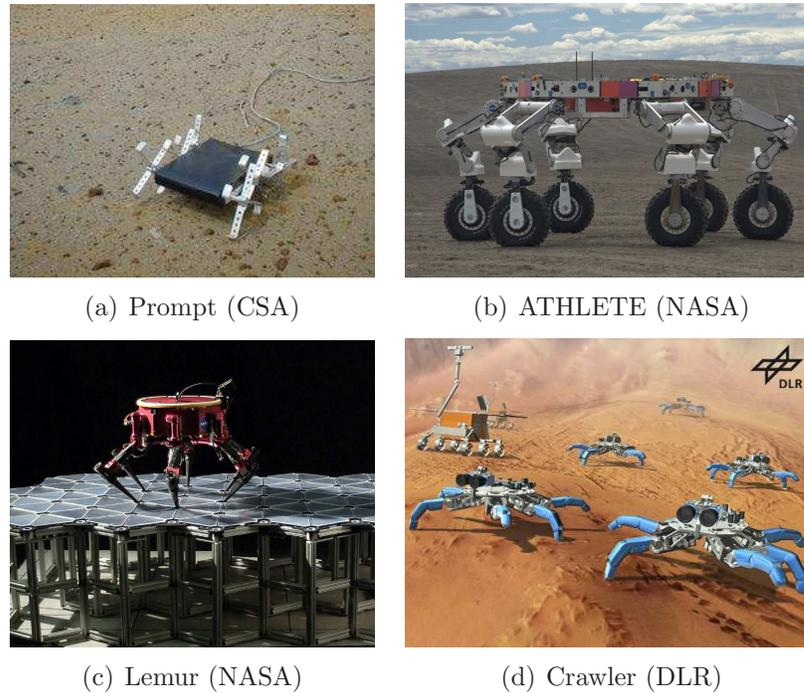 (a) Prompt (CSA)
(b) ATHLETE (NASA)
DLR
(c) Lemur (NASA)
(d) Crawler (DLR)